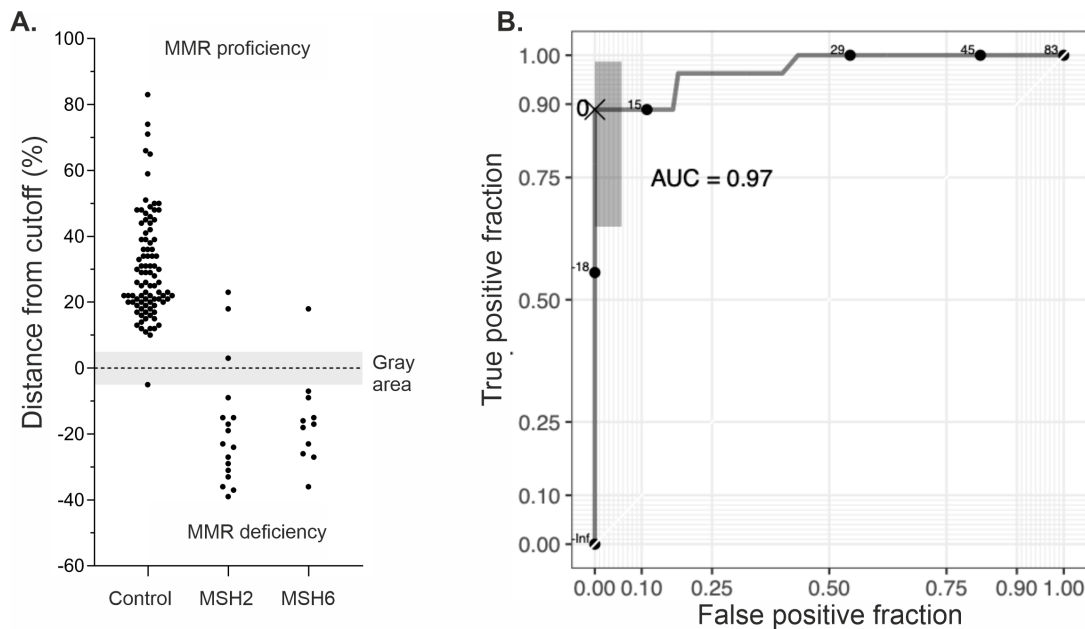 A.
MMR proficiency
Distance from cutoff (%)
100
80
60
40
20
0
-20
-40
-60
Gray
area
MMR deficiency
Control MSH2 MSH6
B.
True positive fraction
1.00
0.90
0.75
0.50
0.25
0.10
0.00
29 45 83
0 15
AUC = 0.97
-18
-Inf
0.00 0.10 0.25 0.50 0.75 0.90 1.00
False positive fraction